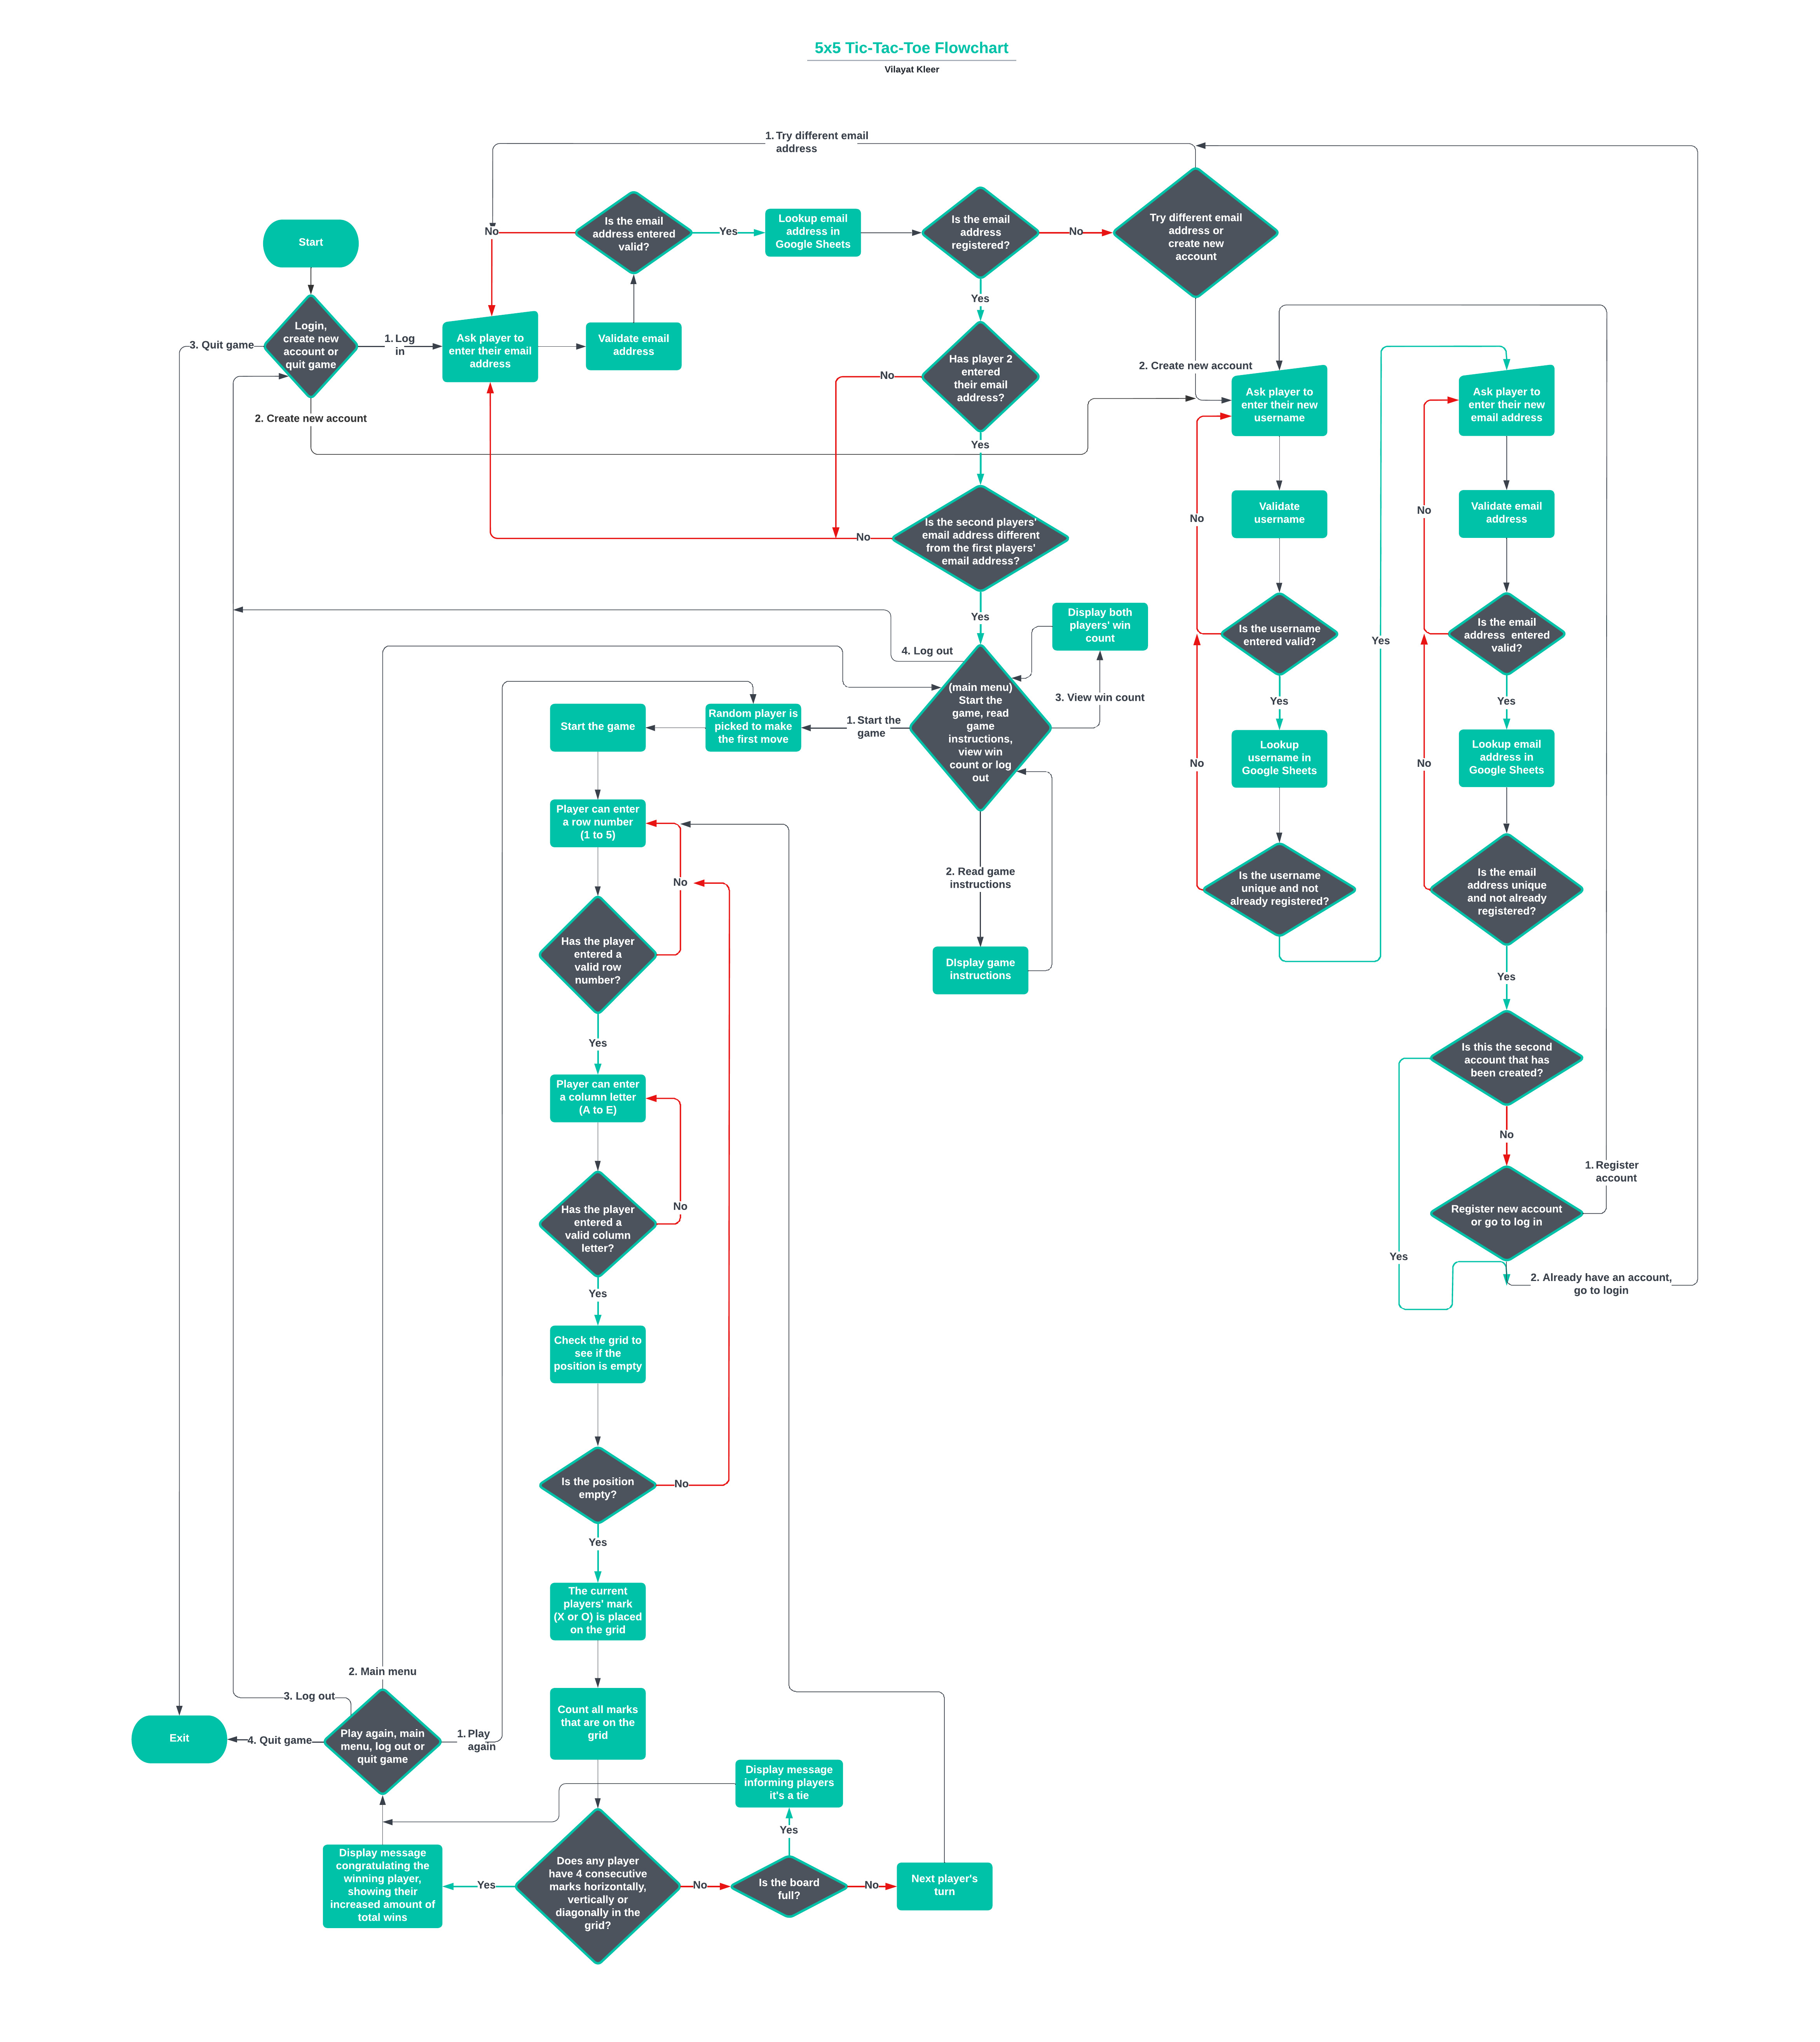 5x5 Tic-Tac-Toe Flowchart
Vilayat Kleer
1. Try different email
address
Start
Is the email
address entered
valid?
No
Yes
Lookup email
address in
Google Sheets
Is the email
address
registered?
No
Try different email
address or
create new
account
Yes
Login,
create new
account or
quit game
3. Quit game
1. Log
in
2. Create new account
Ask player to
enter their email
address
Validate email
address
Has player 2
entered
their email
address?
No
Yes
2. Create new account
Is the second players'
email address different
from the first players'
email address?
No
Yes
Ask player to
enter their new
username
Validate
username
No
Is the username
entered valid?
Yes
Lookup
username in
Google Sheets
No
Is the username
unique and not
already registered?
Yes
Ask player to
enter their new
email address
Validate email
address
No
Is the email
address  entered
valid?
Yes
Lookup email
address in
Google Sheets
No
Is the email
address unique
and not already
registered?
Yes
Is this the second
account that has
been created?
No
Yes
Register new account
or go to log in
1. Register
account
2. Already have an account,
go to login
Display both
players' win
count
4. Log out
3. View win count
(main menu)
Start the
game, read
game
instructions,
view win
count or log
out
1. Start the
game
2. Read game
instructions
DIsplay game
instructions
Random player is
picked to make
the first move
Start the game
Player can enter
a row number
(1 to 5)
No
Has the player
entered a
valid row
number?
Yes
Player can enter
a column letter
(A to E)
No
Has the player
entered a
valid column
letter?
Yes
Check the grid to
see if the
position is empty
Is the position
empty?
No
Yes
The current
players' mark
(X or O) is placed
on the grid
Count all marks
that are on the
grid
2. Main menu
3. Log out
Exit
4. Quit game
Play again, main
menu, log out or
quit game
1. Play
again
Display message
informing players
it's a tie
Yes
Display message
congratulating the
winning player,
showing their
increased amount of
total wins
Yes
Does any player
have 4 consecutive
marks horizontally,
vertically or
diagonally in the
grid?
No
Is the board
full?
No
Next player's
turn